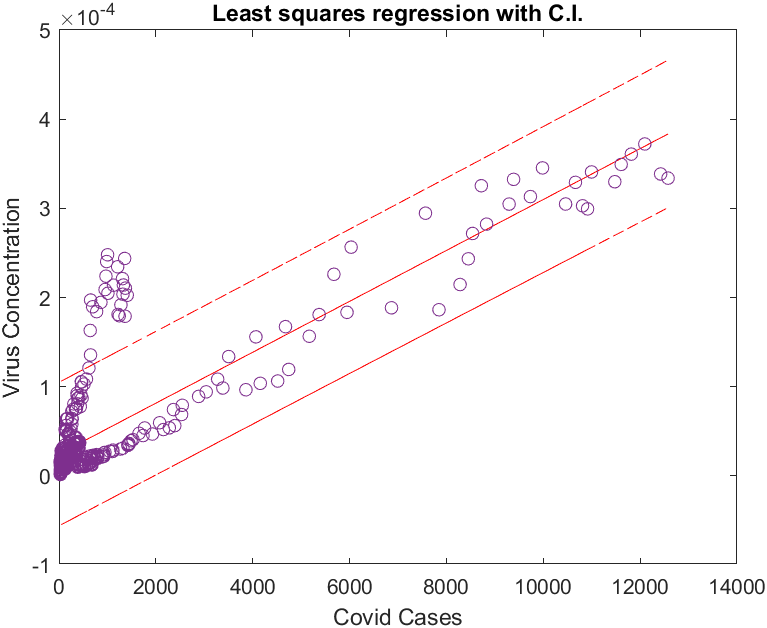 Least squares regression with C.I.
×10⁻⁴
5
4
3
2
1
0
-1
Virus Concentration
0 2000 4000 6000 8000 10000 12000 14000
Covid Cases